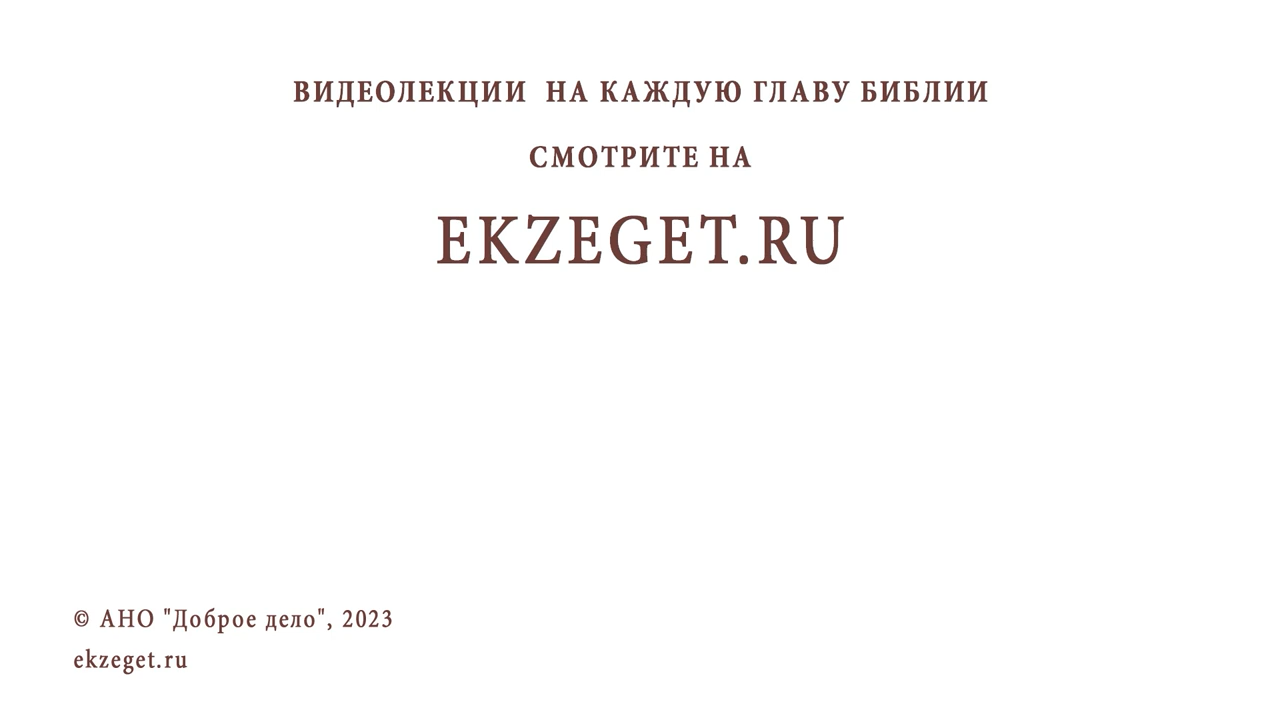 ВИДЕОЛЕКЦИИ НА КАЖДУЮ ГЛАВУ БИБЛИИ
СМОТРИТЕ НА
EKZEGET.RU
© АНО "Доброе дело", 2023
ekzeget.ru